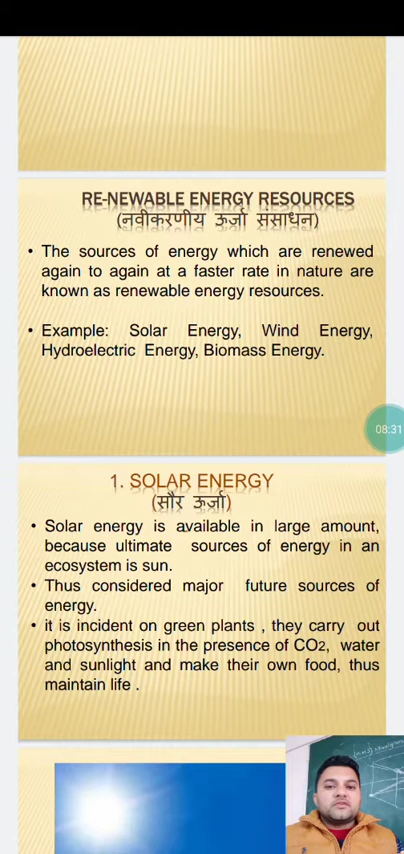 RE-NEWABLE ENERGY RESOURCES
(नवीकरणीय ऊर्जा संसाधन)
• The sources of energy which are renewed
again to again at a faster rate in nature are
known as renewable energy resources.
• Example: Solar Energy, Wind Energy,
Hydroelectric Energy, Biomass Energy.
08:31
1. SOLAR ENERGY
(सौर ऊर्जा)
• Solar energy is available in large amount,
because ultimate sources of energy in an
ecosystem is sun.
• Thus considered major future sources of
energy.
• it is incident on green plants , they carry out
photosynthesis in the presence of CO2, water
and sunlight and make their own food, thus
maintain life .